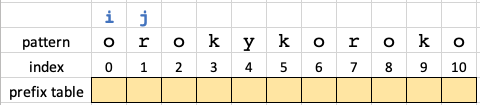 i j
pattern o r o k y k o r o k o
index 0 1 2 3 4 5 6 7 8 9 10
prefix table